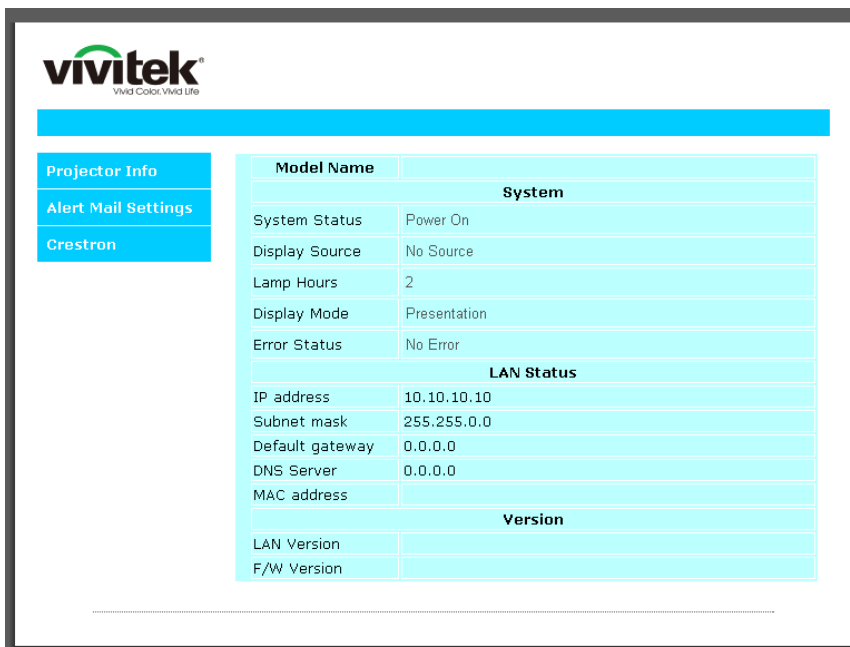 vivitek®
Vivid Color. Vivid Life
Projector Info
Alert Mail Settings
Crestron
Model Name
System
System Status Power On
Display Source No Source
Lamp Hours 2
Display Mode Presentation
Error Status No Error
LAN Status
IP address 10.10.10.10
Subnet mask 255.255.0.0
Default gateway 0.0.0.0
DNS Server 0.0.0.0
MAC address
Version
LAN Version
F/W Version